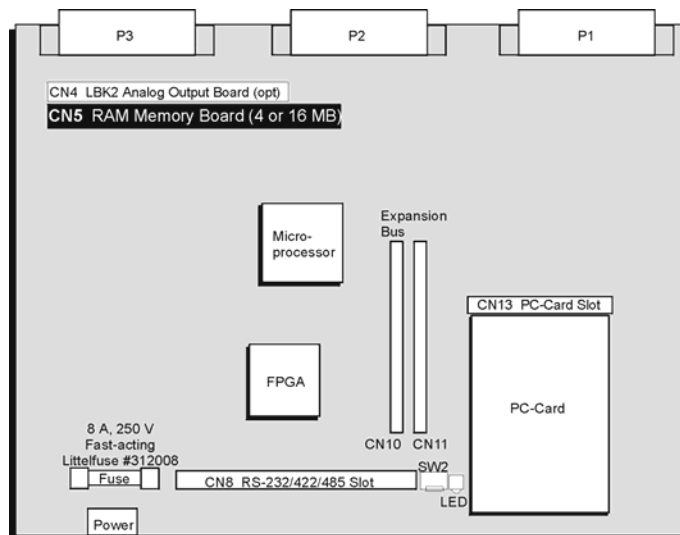 P3
P2
P1
CN4 LBK2 Analog Output Board (opt)
CN5 RAM Memory Board (4 or 16 MB)
Micro-
processor
Expansion
Bus
CN13 PC-Card Slot
FPGA
PC-Card
8 A, 250 V
Fast-acting
Littelfuse #312008
CN10
CN11
Fuse
CN8 RS-232/422/485 Slot
SW2
LED
Power